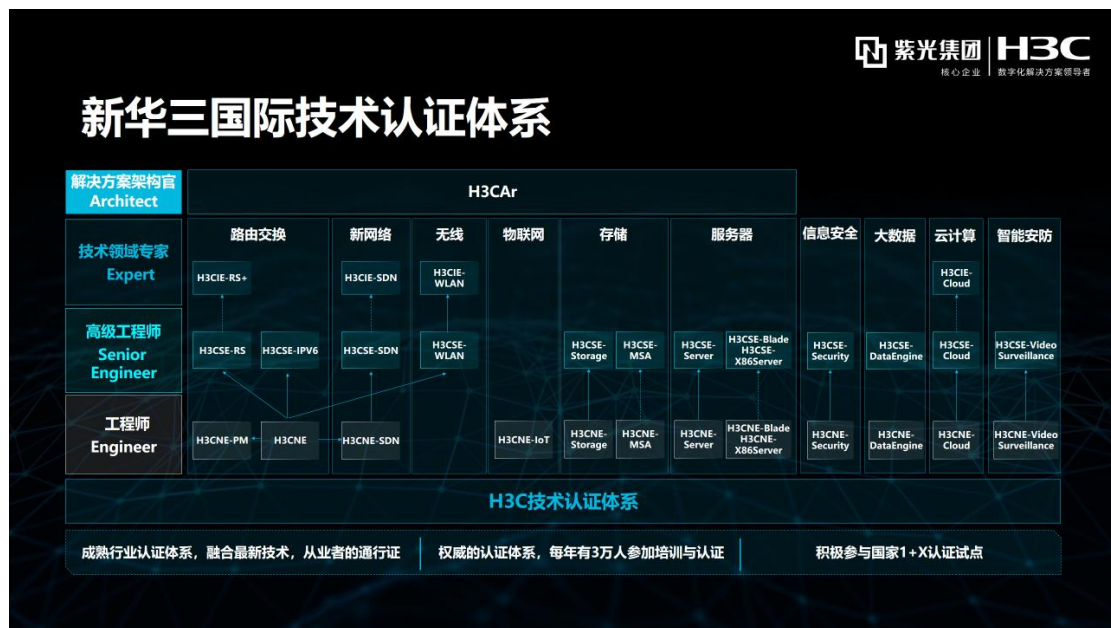 紫光集团
核心企业
H3C
数字化解决方案领导者
新华三国际技术认证体系
解决方案架构官
Architect
H3CAr
技术领域专家
Expert
路由交换
新网络
无线
物联网
存储
服务器
信息安全
大数据
云计算
智能安防
H3CIE-RS+
H3CIE-SDN
H3CIE-
WLAN
H3CIE-
Cloud
高级工程师
Senior
Engineer
H3CSE-RS
H3CSE-IPV6
H3CSE-SDN
H3CSE-
WLAN
H3CSE-
Storage
H3CSE-
MSA
H3CSE-
Server
H3CSE-Blade
H3CSE-
X86Server
H3CSE-
Security
H3CSE-
DataEngine
H3CSE-
Cloud
H3CSE-Video
Surveillance
工程师
Engineer
H3CNE-PM
H3CNE
H3CNE-SDN
H3CNE-IoT
H3CNE-
Storage
H3CNE-
MSA
H3CNE-
Server
H3CNE-Blade
H3CNE-
X86Server
H3CNE-
Security
H3CNE-
DataEngine
H3CNE-
Cloud
H3CNE-Video
Surveillance
H3C技术认证体系
成熟行业认证体系，融合最新技术，从业者的通行证
权威的认证体系，每年有3万人参加培训与认证
积极参与国家1+X认证试点